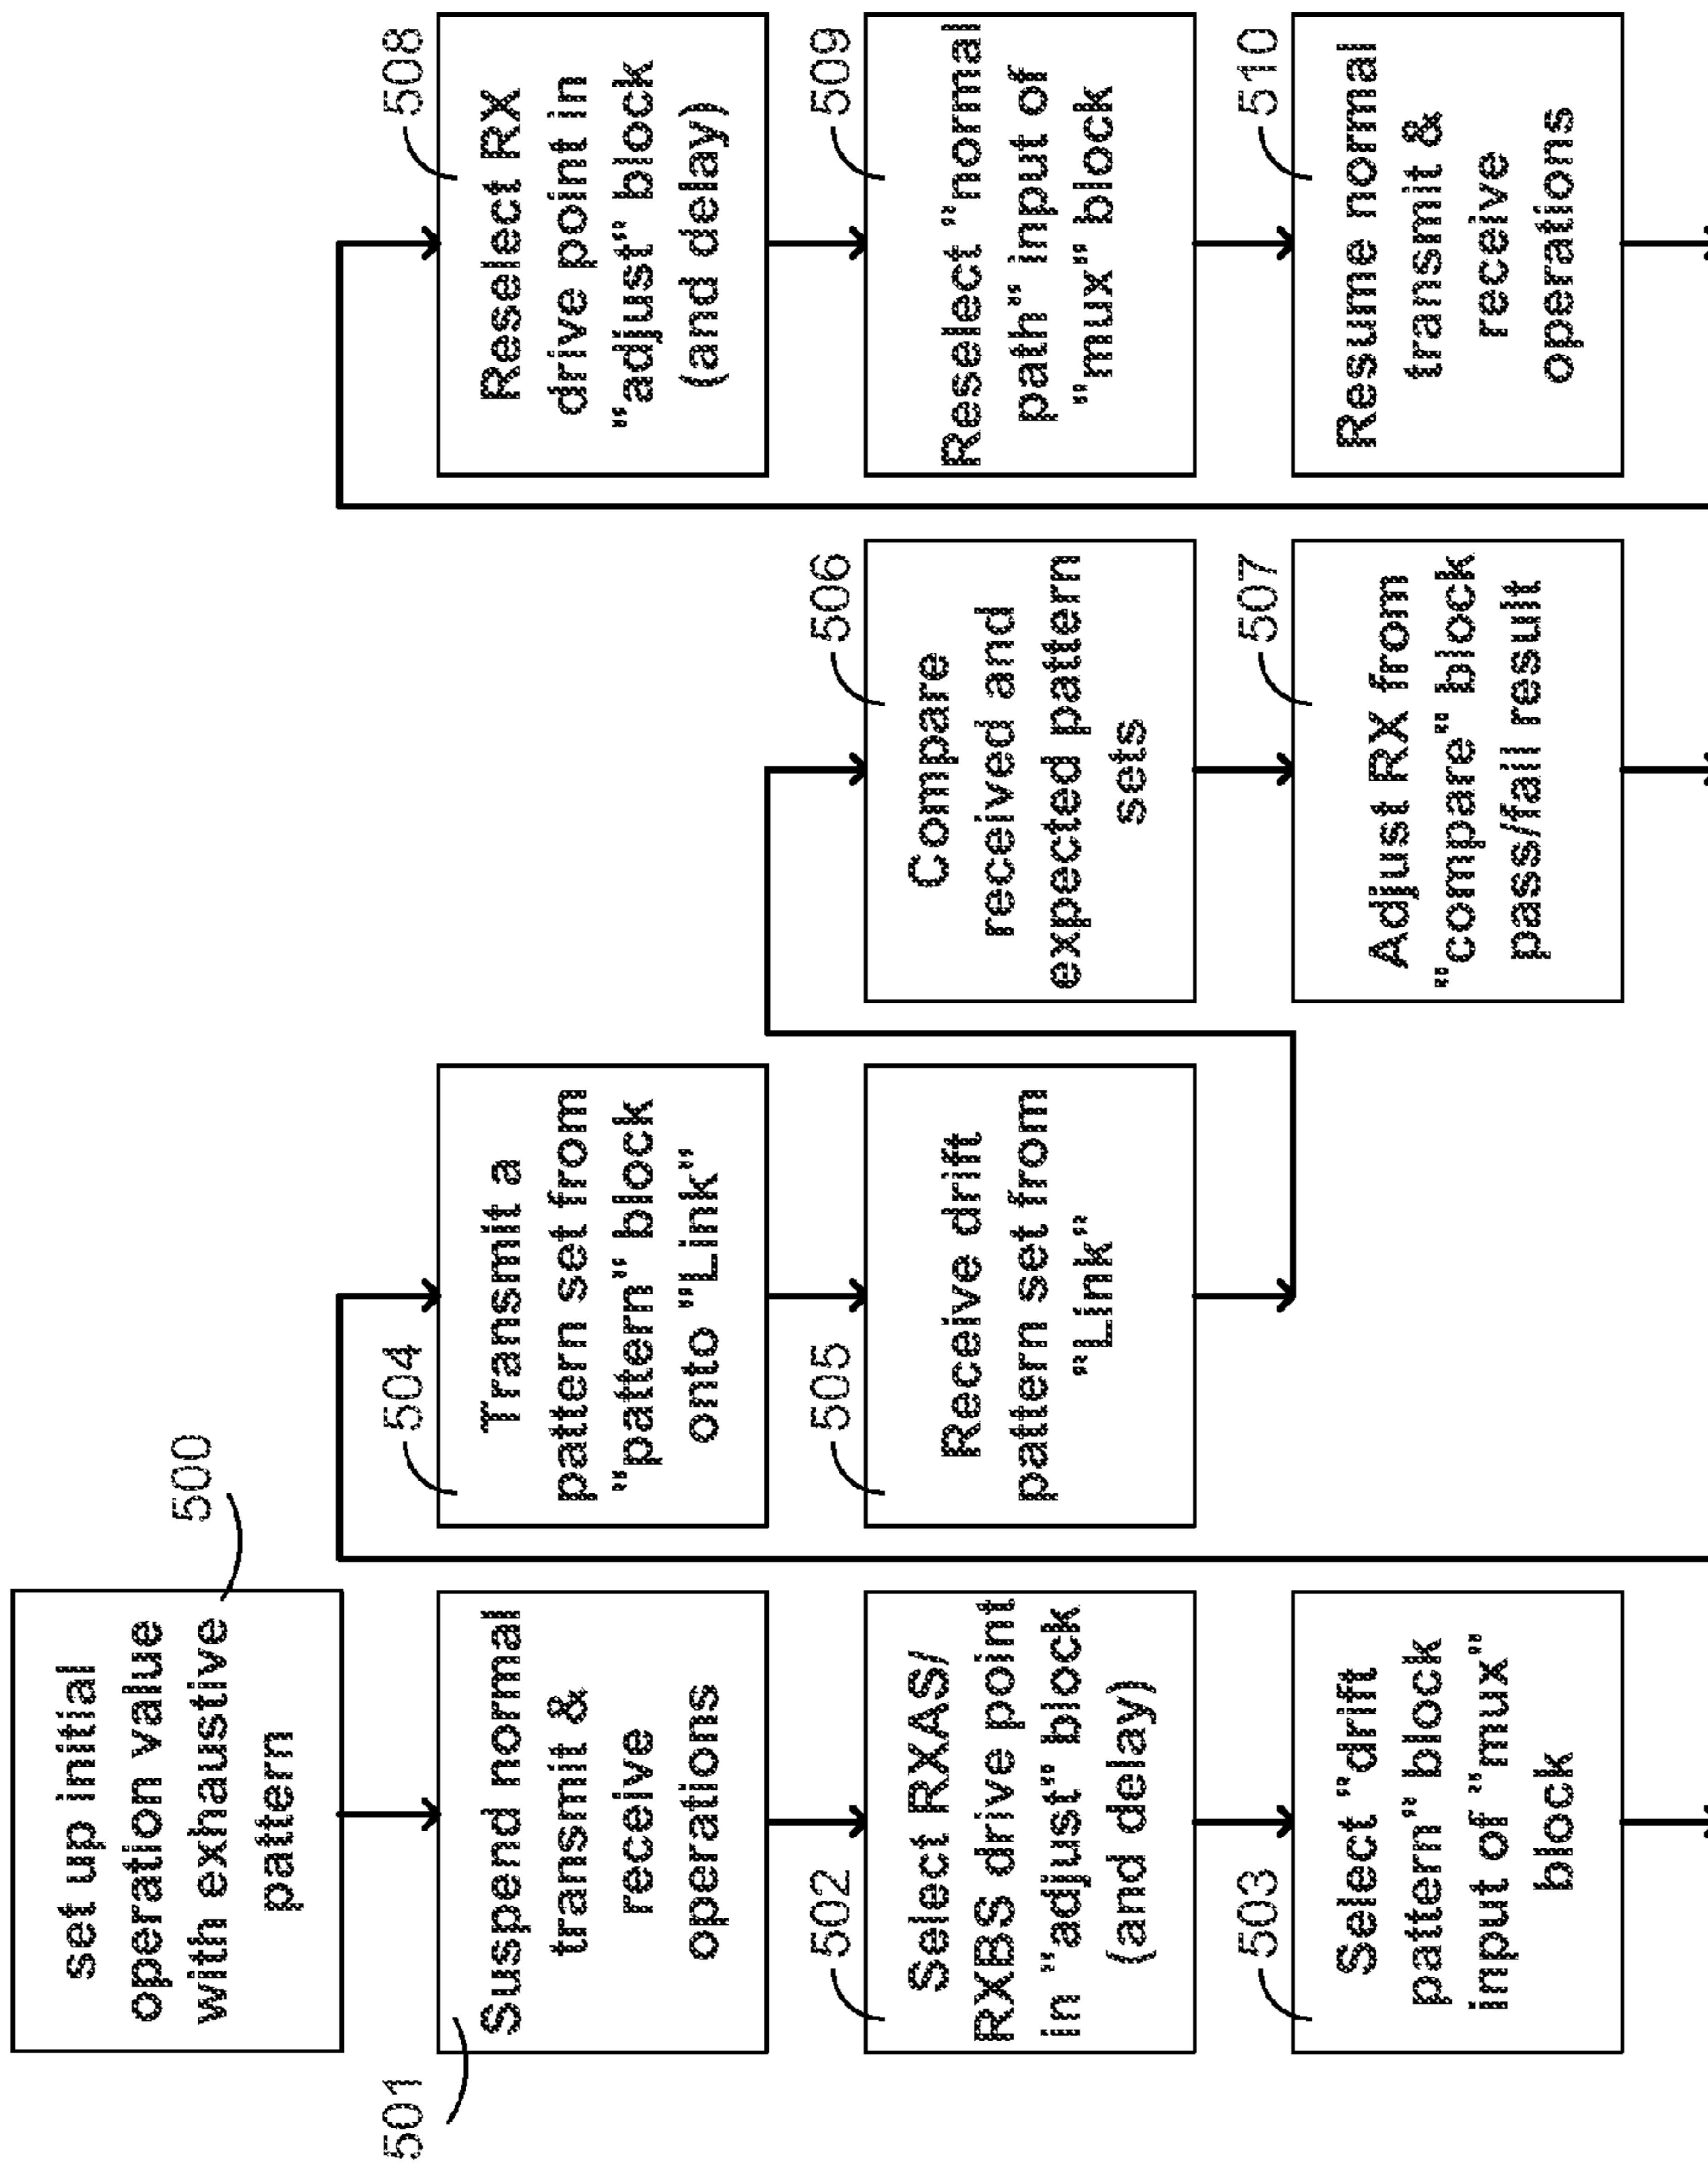 500
set up initial
operation value
with exhaustive
pattern
501
Suspend normal
transmit &
receive
operations
502
Select RXAS/
RXBS drive point
in "adjust" block
(and delay)
503
Select "drift
pattern" block
input of "mux"
block
504
Transmit a
pattern set from
"pattern" block
onto "Link"
505
Receive drift
pattern set from
"Link"
506
Compare
received and
expected pattern
sets
507
Adjust RX from
"compare" block
pass/fail result
508
Reselect RX
drive point in
"adjust" block
(and delay)
509
Reselect "normal
path" input of
"mux" block
510
Resume normal
transmit &
receive
operations